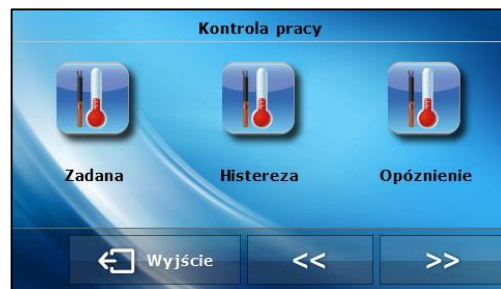 Kontrola pracy
Zadana Histereza Opóznienie
Wyjście << >>